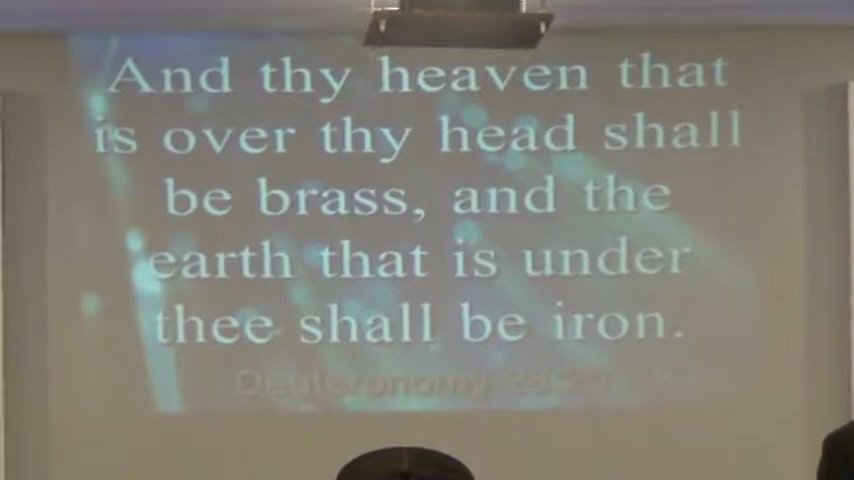 And thy heaven that
is over thy head shall
be brass, and the
earth that is under
thee shall be iron.
Deuteronomy